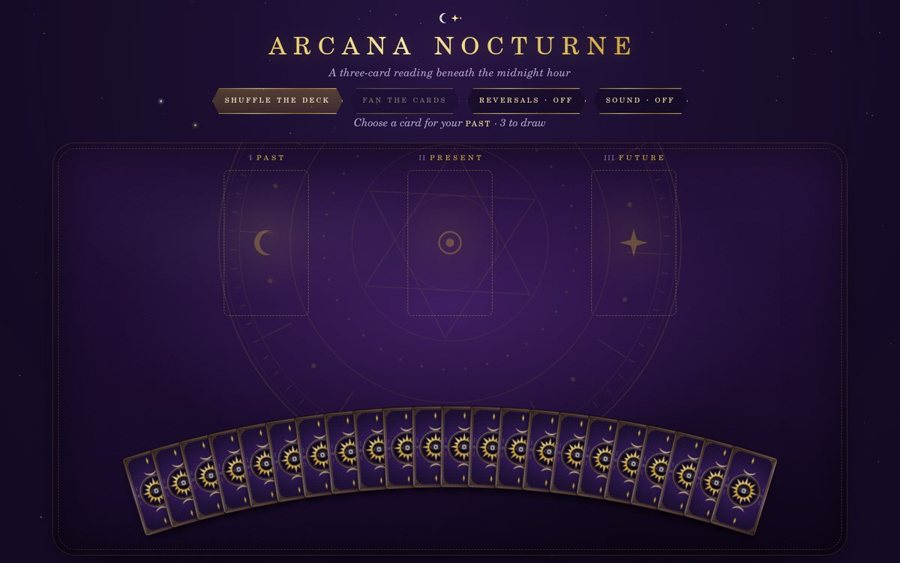 ARCANA NOCTURNE
A three-card reading beneath the midnight hour
SHUFFLE THE DECK FAN THE CARDS REVERSALS · OFF SOUND · OFF
Choose a card for your PAST · 3 to draw
I PAST II PRESENT III FUTURE